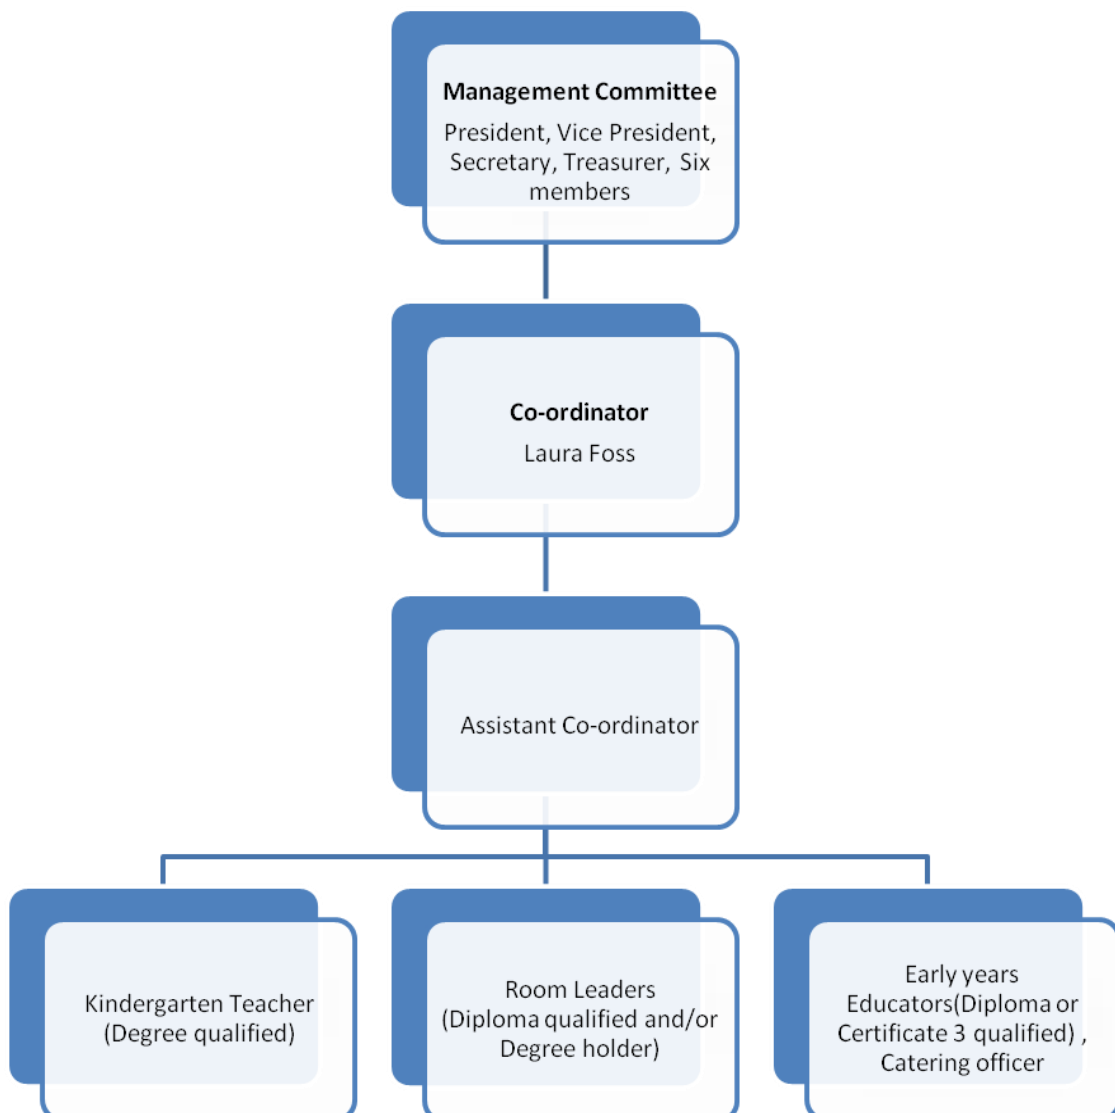 Management Committee
President, Vice President,
Secretary, Treasurer, Six
members
Co-ordinator
Laura Foss
Assistant Co-ordinator
Kindergarten Teacher
(Degree qualified)
Room Leaders
(Diploma qualified and/or
Degree holder)
Early years
Educators(Diploma or
Certificate 3 qualified) ,
Catering officer